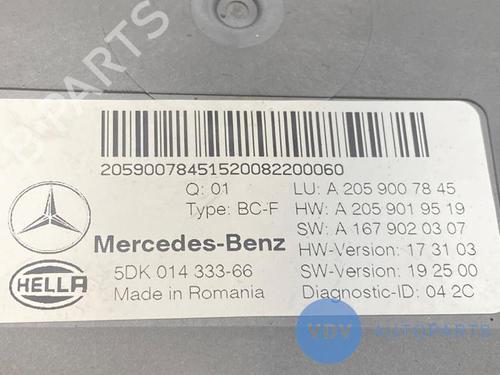 20590078451520082200060
Q: 01 LU: A 205 900 78 45
Type: BC-F HW: A 205 901 95 19
SW: A 167 902 03 07
Mercedes-Benz HW-Version: 17 31 03
5DK 014 333-66 SW-Version: 19 25 00
HELLA Made in Romania Diagnostic-ID: 04 2C
VDV AUTOPARTS
B-PARTS